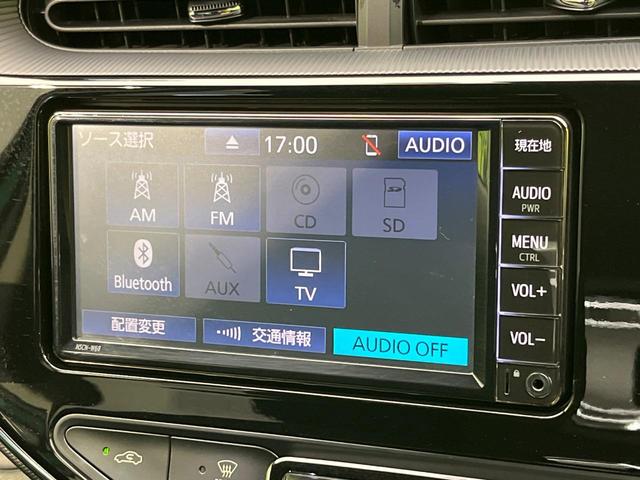 ソース選択 17:00 AUDIO 現在地
AM FM CD SD AUDIO
PWR
MENU
CTRL
Bluetooth AUX TV VOL+
配置変更 交通情報 AUDIO OFF VOL-